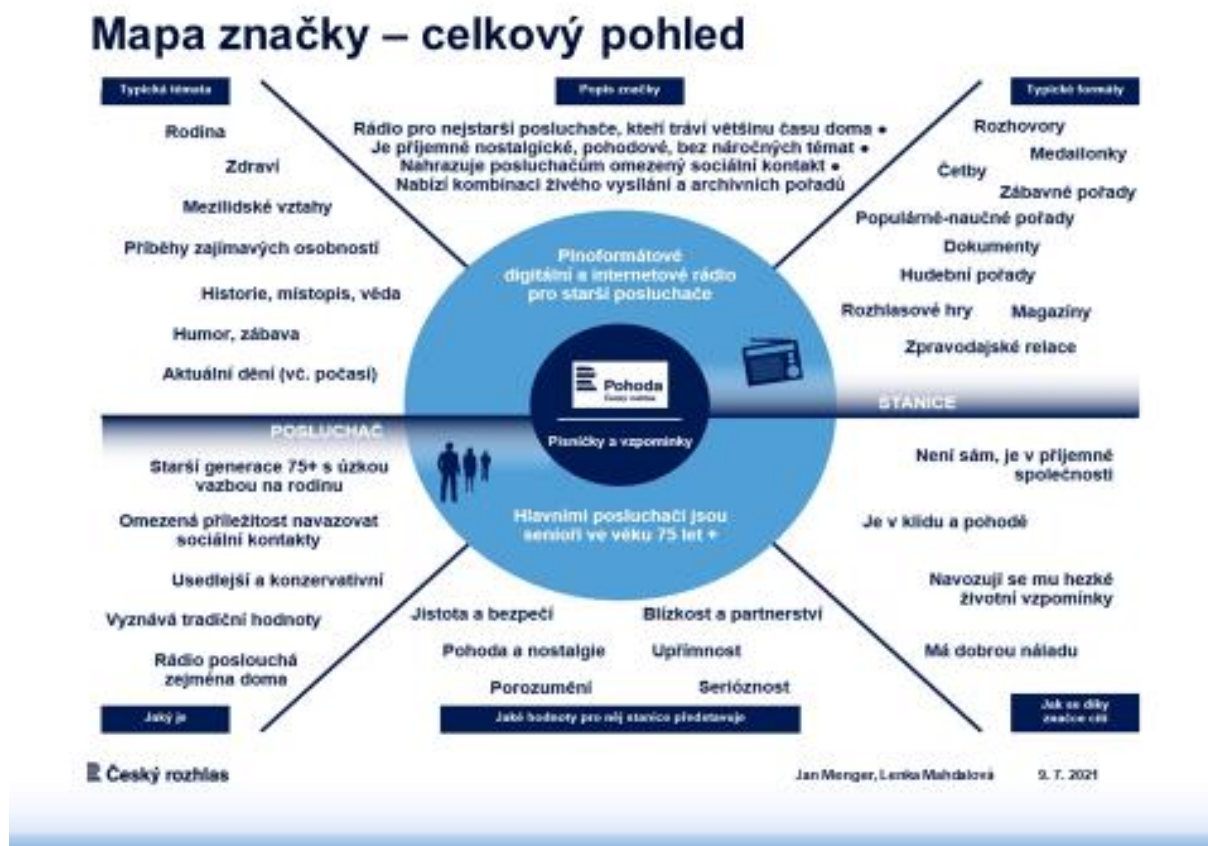 Mapa značky – celkový pohled
Typická témata
Rodina
Zdraví
Mezilidské vztahy
Příběhy zajímavých osobností
Historie, místopis, věda
Humor, zábava
Aktuální dění (vč. počasí)
Popis značky
Rádio pro nejstarší posluchače, kteří tráví většinu času doma ●
Je příjemně nostalgické, pohodové, bez náročných témat ●
Nahrazuje posluchačům omezený sociální kontakt ●
Nabízí kombinaci živého vysílání a archivních pořadů
Typické formáty
Rozhovory
Medailonky
Četby
Zábavné pořady
Populárně-naučné pořady
Dokumenty
Hudební pořady
Rozhlasové hry
Magazíny
Zpravodajské relace
Plnoformátové
digitální a internetové rádio
pro starší posluchače
Pohoda
Český rozhlas
Písničky a vzpomínky
STANICE
POSLUCHAČ
Hlavními posluchači jsou
senioři ve věku 75 let +
Starší generace 75+ s úzkou
vazbou na rodinu
Omezená příležitost navazovat
sociální kontakty
Usedlejší a konzervativní
Vyznává tradiční hodnoty
Rádio poslouchá
zejména doma
Jaký je
Jistota a bezpečí
Blízkost a partnerství
Pohoda a nostalgie
Upřímnost
Porozumění
Serióznost
Jaké hodnoty pro něj stanice představuje
Není sám, je v příjemné
společnosti
Je v klidu a pohodě
Navozují se mu hezké
životní vzpomínky
Má dobrou náladu
Jak se díky
značce cítí
Český rozhlas
Jan Menger, Lenka Mahdalová
9. 7. 2021